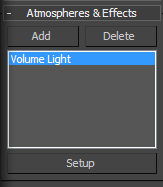 - Atmospheres & Effects
Add Delete
Volume Light
Setup